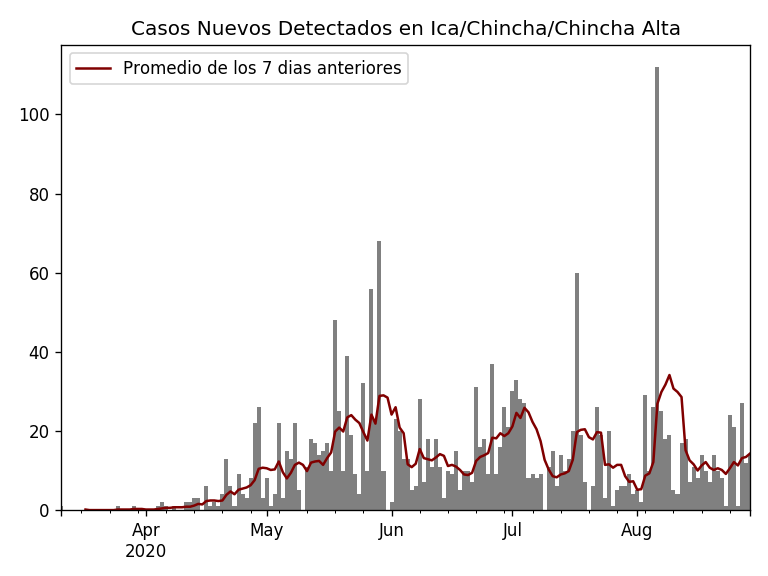 Casos Nuevos Detectados en Ica/Chincha/Chincha Alta
Promedio de los 7 dias anteriores
100
80
60
40
20
0
Apr
2020
May
Jun
Jul
Aug